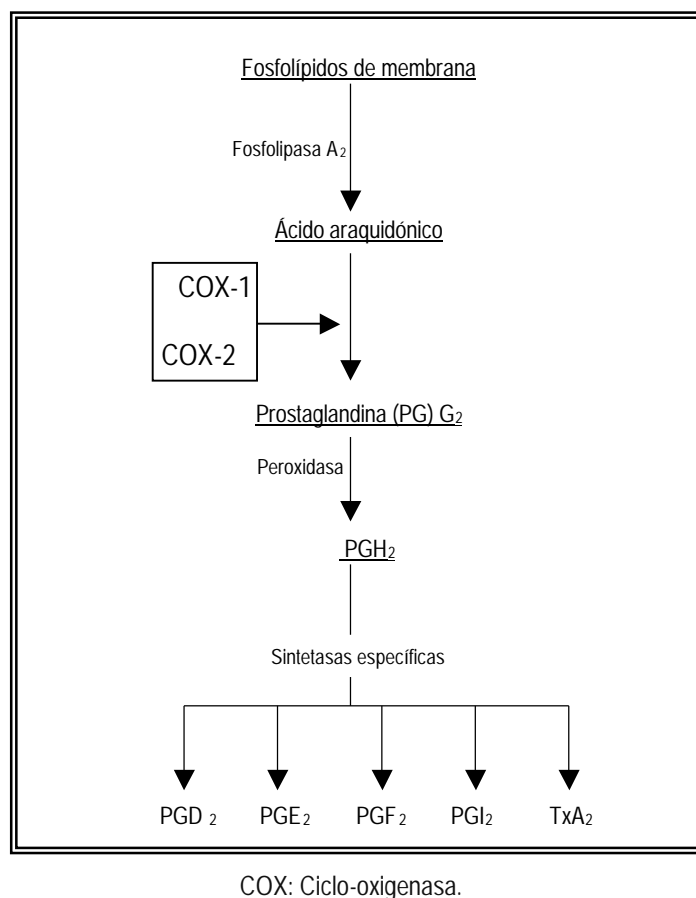 Fosfolípidos de membrana
Fosfolipasa A2
Ácido araquidónico
COX-1
COX-2
Prostaglandina (PG) G2
Peroxidasa
PGH2
Sintetasas específicas
PGD 2 PGE2 PGF2 PGI2 TxA2
COX: Ciclo-oxigenasa.